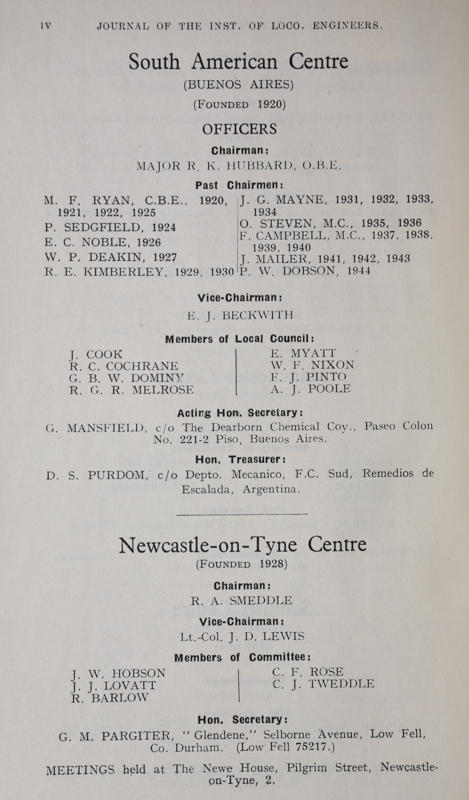 IV JOURNAL OF THE INST. OF LOCO. ENGINEERS.
South American Centre
(BUENOS AIRES)
(FOUNDED 1920)
OFFICERS
Chairman:
MAJOR R. K. HUBBARD, O.B.E.
Past Chairmen:
M. F. RYAN, C.B.E., 1920,
1921, 1922, 1925
P. SEDGFIELD, 1924
E. C. NOBLE, 1926
W. P. DEAKIN, 1927
R. E. KIMBERLEY, 1929, 1930
J. G. MAYNE, 1931, 1932, 1933,
1934
O. STEVEN, M.C., 1935, 1936
F. CAMPBELL, M.C., 1937, 1938,
1939, 1940
J. MAILER, 1941, 1942, 1943
P. W. DOBSON, 1944
Vice-Chairman:
E. J. BECKWITH
Members of Local Council:
J. COOK
R. C. COCHRANE
G. B. W. DOMINY
R. G. R. MELROSE
E. MYATT
W. F. NIXON
F. J. PINTO
A. J. POOLE
Acting Hon. Secretary:
G. MANSFIELD, c/o The Dearborn Chemical Coy., Paseo Colon
No. 221-2 Piso, Buenos Aires.
Hon. Treasurer:
D. S. PURDOM, c/o Depto. Mecanico, F.C. Sud, Remedios de
Escalada, Argentina.
Newcastle-on-Tyne Centre
(FOUNDED 1928)
Chairman:
R. A. SMEDDLE
Vice-Chairman:
Lt.-Col. J. D. LEWIS
Members of Committee:
J. W. HOBSON
J. J. LOVATT
R. BARLOW
C. F. ROSE
C. J. TWEDDLE
Hon. Secretary:
G. M. PARGITER, "Glendene," Selborne Avenue, Low Fell,
Co. Durham. (Low Fell 75217.)
MEETINGS held at The Newe House, Pilgrim Street, Newcastle-
on-Tyne, 2.